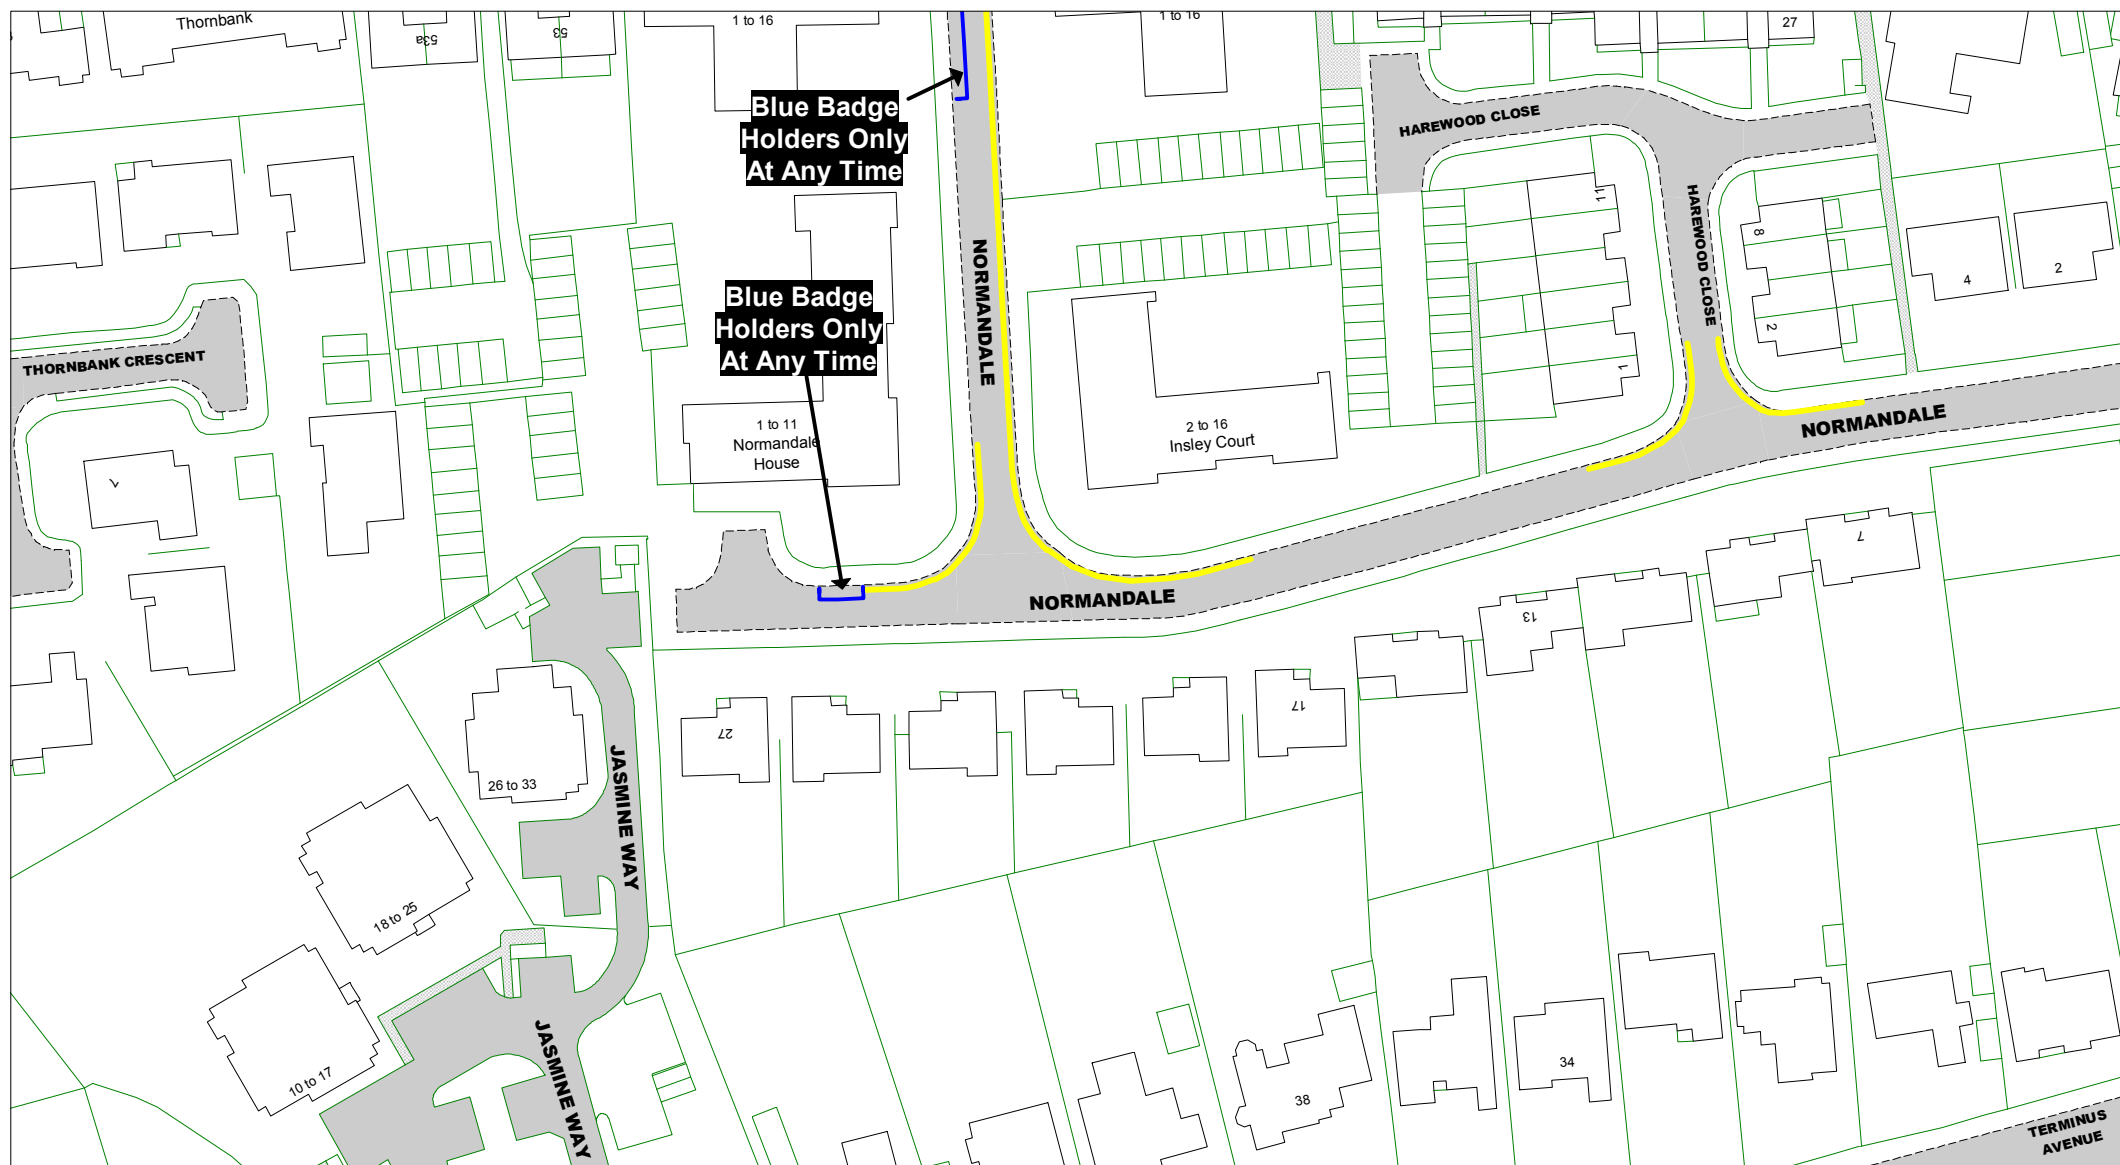 Thornbank
53a
53
1 to 16
1 to 16
27
Blue Badge
Holders Only
At Any Time
HAREWOOD CLOSE
HAREWOOD CLOSE
11
8
2
1
4
2
NORMANDALE
Blue Badge
Holders Only
At Any Time
THORNBANK CRESCENT
1 to 11
Normandale
House
2 to 16
Insley Court
NORMANDALE
NORMANDALE
1
7
13
17
27
26 to 33
JASMINE WAY
18 to 25
10 to 17
JASMINE WAY
38
34
TERMINUS
AVENUE